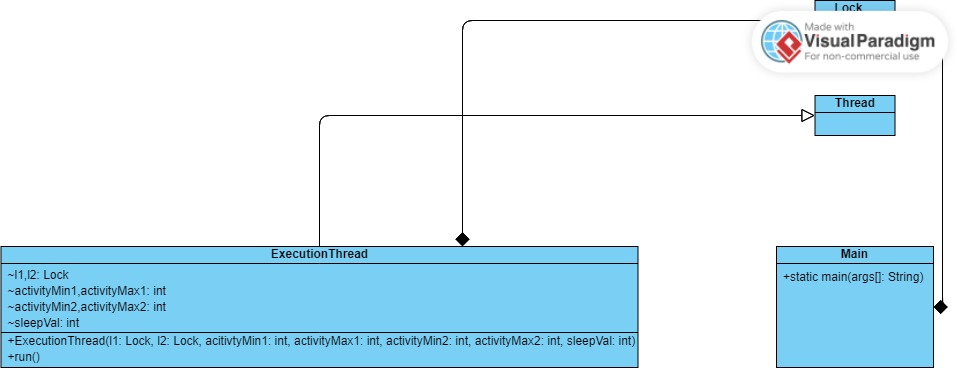 Lock
Made with
Visual Paradigm
For non-commercial use
Thread
ExecutionThread
~l1,l2: Lock
~activityMin1,activityMax1: int
~activityMin2,activityMax2: int
~sleepVal: int
+ExecutionThread(l1: Lock, l2: Lock, acitivtyMin1: int, activityMax1: int, activityMin2: int, activityMax2: int, sleepVal: int)
+run()
Main
+static main(args[]: String)